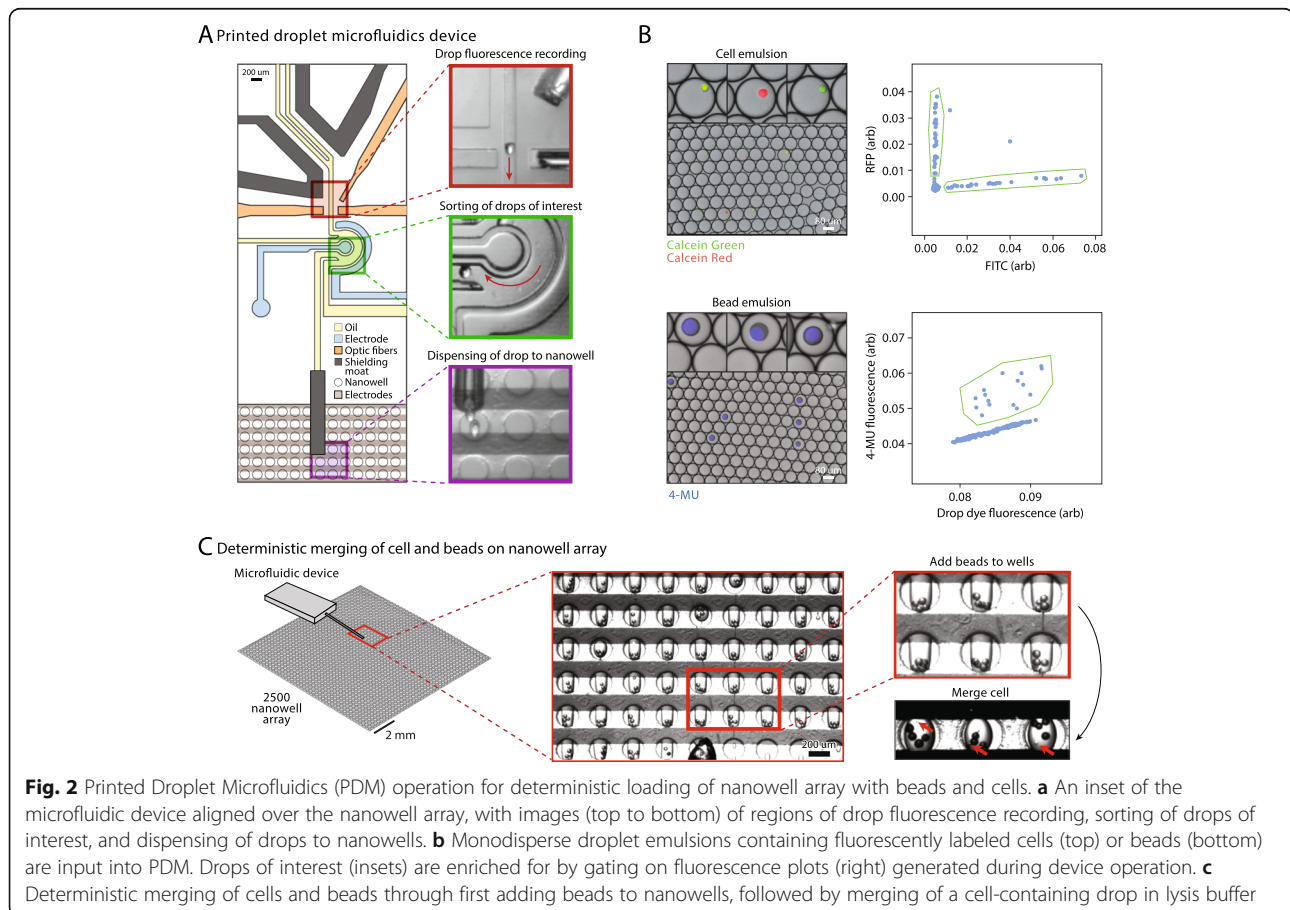 A Printed droplet microfluidics device
200 um
Drop fluorescence recording
Sorting of drops of interest
Oil
Electrode
Optic fibers
Shielding
moat
Nanowell
Electrodes
Dispensing of drop to nanowell
B
Cell emulsion
80 um
Calcein Green
Calcein Red
RFP (arb)
0.04
0.03
0.02
0.01
0.00
0.00 0.02 0.04 0.06 0.08
FITC (arb)
Bead emulsion
80 um
4-MU
4-MU fluorescence (arb)
0.07
0.06
0.05
0.04
0.08 0.09
Drop dye fluorescence (arb)
C Deterministic merging of cell and beads on nanowell array
Microfluidic device
2500
nanowell
array
2 mm
200 um
Add beads to wells
Merge cell
Fig. 2 Printed Droplet Microfluidics (PDM) operation for deterministic loading of nanowell array with beads and cells. a An inset of the
microfluidic device aligned over the nanowell array, with images (top to bottom) of regions of drop fluorescence recording, sorting of drops of
interest, and dispensing of drops to nanowells. b Monodisperse droplet emulsions containing fluorescently labeled cells (top) or beads (bottom)
are input into PDM. Drops of interest (insets) are enriched for by gating on fluorescence plots (right) generated during device operation. c
Deterministic merging of cells and beads through first adding beads to nanowells, followed by merging of a cell-containing drop in lysis buffer